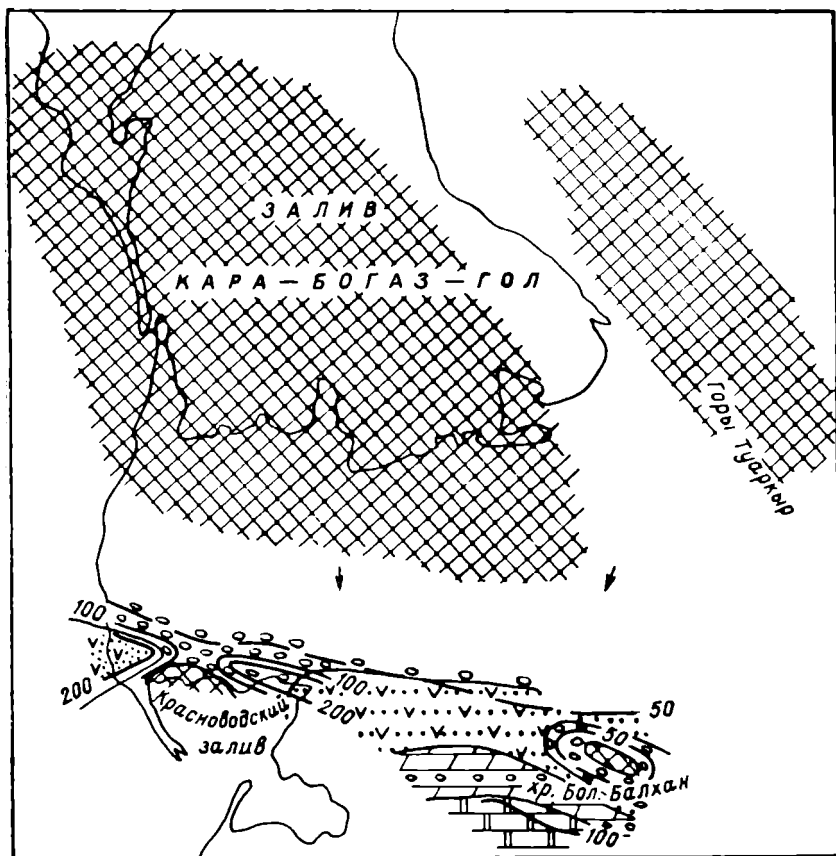 ЗАЛИВ
КАРА-БОГАЗ-ГОЛ
горы Туаркыр
100
200
Красноводский
залив
100
200
50
50
хр. Бол. Балхан
100